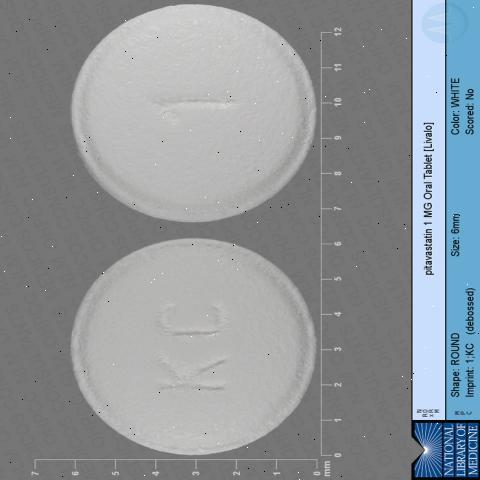 1
KC
12
11
10
9
8
7
6
5
4
3
2
1
0
mm
7
6
5
4
3
2
1
0
pitavastatin 1 MG Oral Tablet [Livalo]
Shape: ROUND Size: 6mm Color: WHITE
Imprint: 1;KC (debossed) Scored: No
NATIONAL
LIBRARY OF
MEDICINE